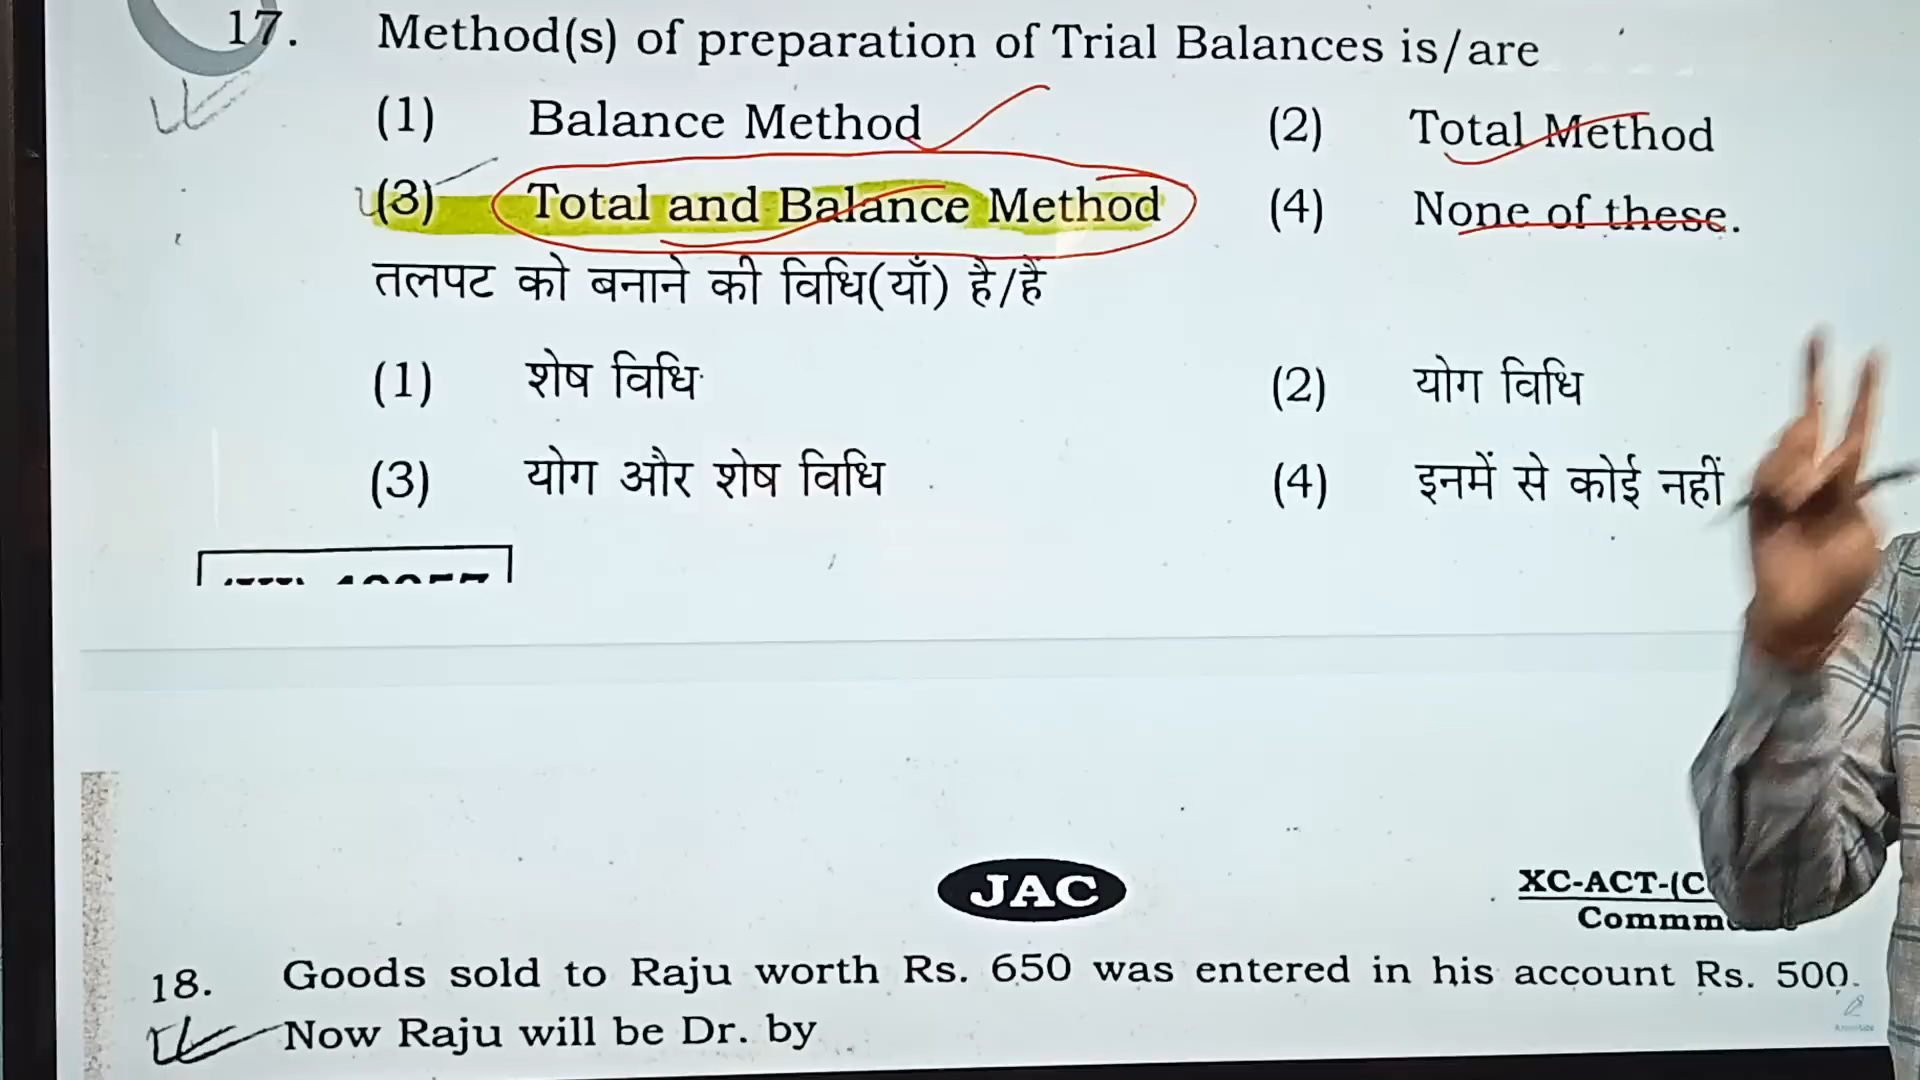 17. Method(s) of preparation of Trial Balances is/are
(1) Balance Method (2) Total Method
(3) Total and Balance Method (4) None of these.
तलपट को बनाने की विधि(याँ) है/हैं
(1) शेष विधि (2) योग विधि
(3) योग और शेष विधि (4) इनमें से कोई नहीं
JAC
XC-ACT-(C
18. Goods sold to Raju worth Rs. 650 was entered in his account Rs. 500.
Now Raju will be Dr. by